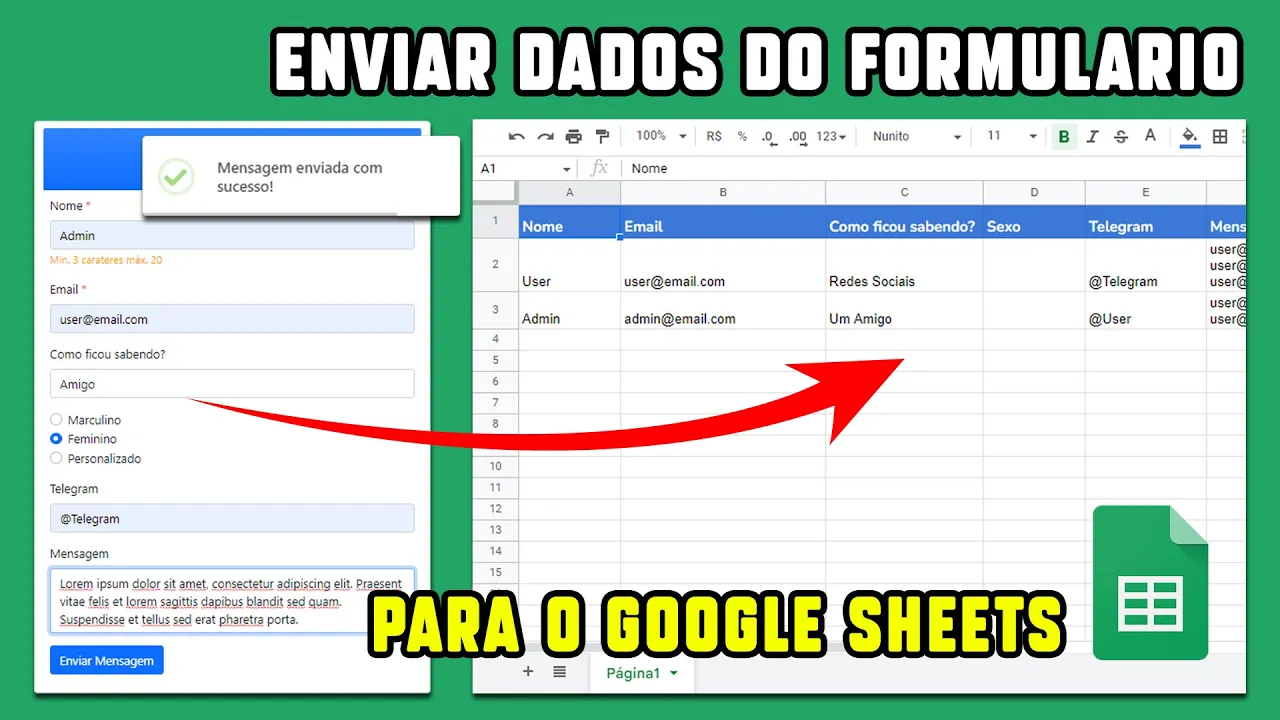 ENVIAR DADOS DO FORMULARIO
Mensagem enviada com
sucesso!
Nome *
Admin
Min. 3 carateres máx. 20
Email *
user@email.com
Como ficou sabendo?
Amigo
Marculino
Feminino
Personalizado
Telegram
@Telegram
Mensagem
Lorem ipsum dolor sit amet, consectetur adipiscing elit. Praesent
vitae felis et lorem sagittis dapibus blandit sed quam.
Suspendisse et tellus sed erat pharetra porta.
Enviar Mensagem
100% R$ % .0 .00 123 Nunito 11 B I S A
A1 fx Nome
A B C D E
1 Nome Email Como ficou sabendo? Sexo Telegram Mens
user@
user@
2 User user@email.com Redes Sociais @Telegram user@
user@
3 Admin admin@email.com Um Amigo @User user@
4
5
6
7
8
10
11
12
13
14
15
PARA O GOOGLE SHEETS
+ Página1